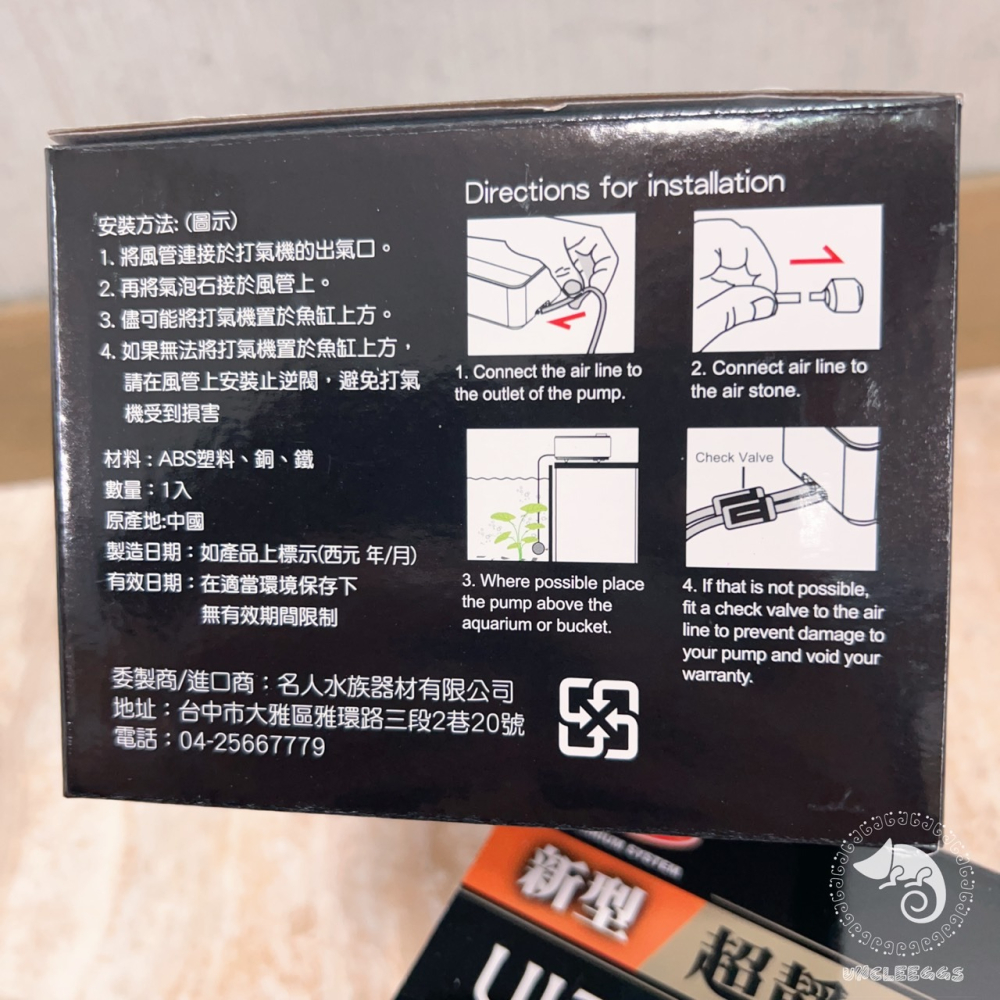 安裝方法: (圖示)
1. 將風管連接於打氣機的出氣口。
2. 再將氣泡石接於風管上。
3. 儘可能將打氣機置於魚缸上方。
4. 如果無法將打氣機置於魚缸上方，
請在風管上安裝止逆閥，避免打氣
機受到損害
材料：ABS塑料、銅、鐵
數量：1入
原產地:中國
製造日期：如產品上標示(西元 年/月)
有效日期：在適當環境保存下
無有效期間限制
委製商/進口商：名人水族器材有限公司
地址：台中市大雅區雅環路三段2巷20號
電話：04-25667779
Directions for installation
1
1. Connect the air line to
the outlet of the pump.
1
2. Connect air line to
the air stone.
3. Where possible place
the pump above the
aquarium or bucket.
Check Valve
4. If that is not possible,
fit a check valve to the air
line to prevent damage to
your pump and void your
warranty.
SYSTEM
新型
超靜
UNCLEEGGS